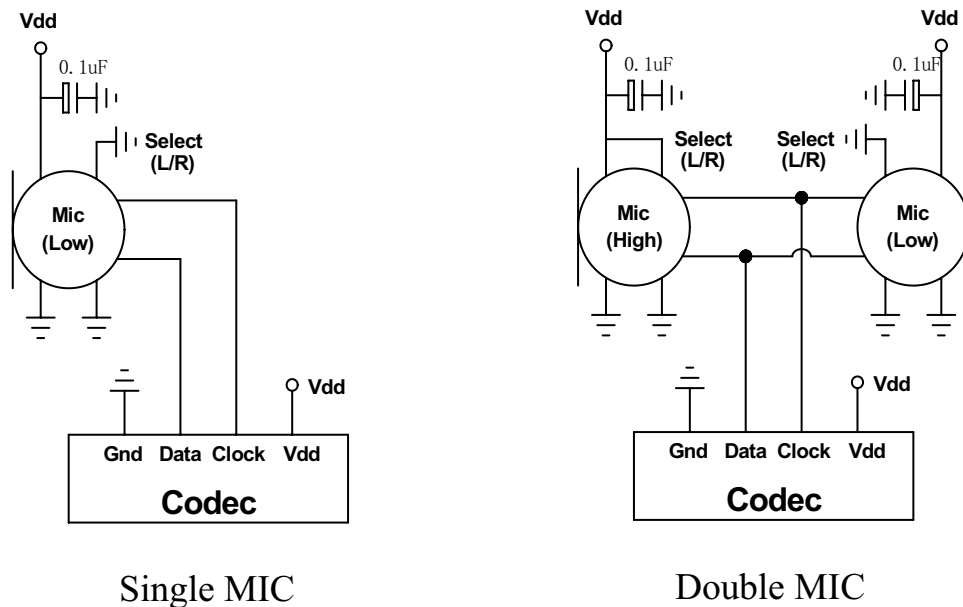 Vdd
0.1uF
Select
(L/R)
Mic
(Low)
Vdd
Gnd Data Clock Vdd
Codec
Single MIC
Vdd
Vdd
0.1uF
0.1uF
Select
(L/R)
Select
(L/R)
Mic
(High)
Mic
(Low)
Vdd
Gnd Data Clock Vdd
Codec
Double MIC